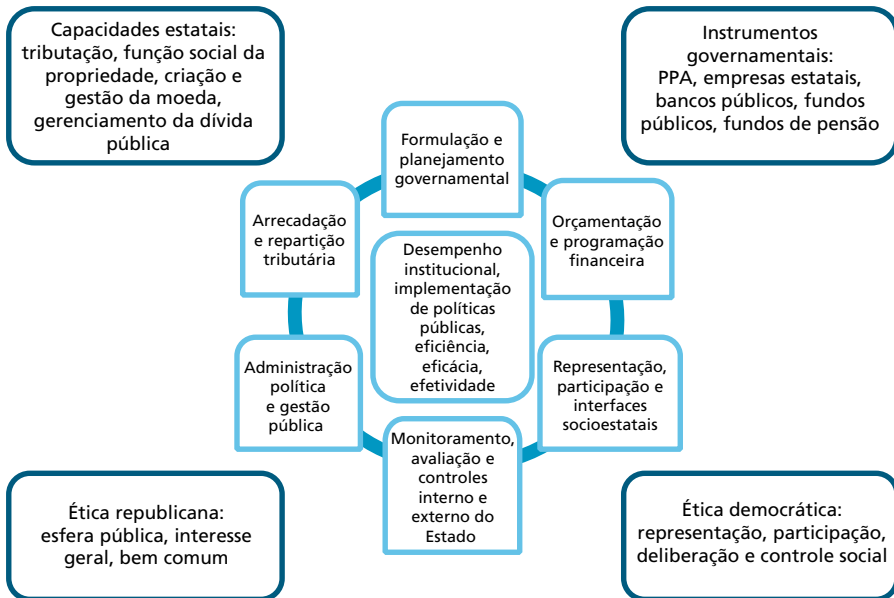 Capacidades estatais:
tributação, função social da
propriedade, criação e
gestão da moeda,
gerenciamento da dívida
pública
Instrumentos
governamentais:
PPA, empresas estatais,
bancos públicos, fundos
públicos, fundos de pensão
Formulação e
planejamento
governamental
Arrecadação
e repartição
tributária
Orçamentação
e programação
financeira
Desempenho
institucional,
implementação
de políticas
públicas,
eficiência,
eficácia,
efetividade
Administração
política
e gestão
pública
Representação,
participação e
interfaces
socioestatais
Monitoramento,
avaliação e
controles
interno e
externo do
Estado
Ética republicana:
esfera pública, interesse
geral, bem comum
Ética democrática:
representação, participação,
deliberação e controle social